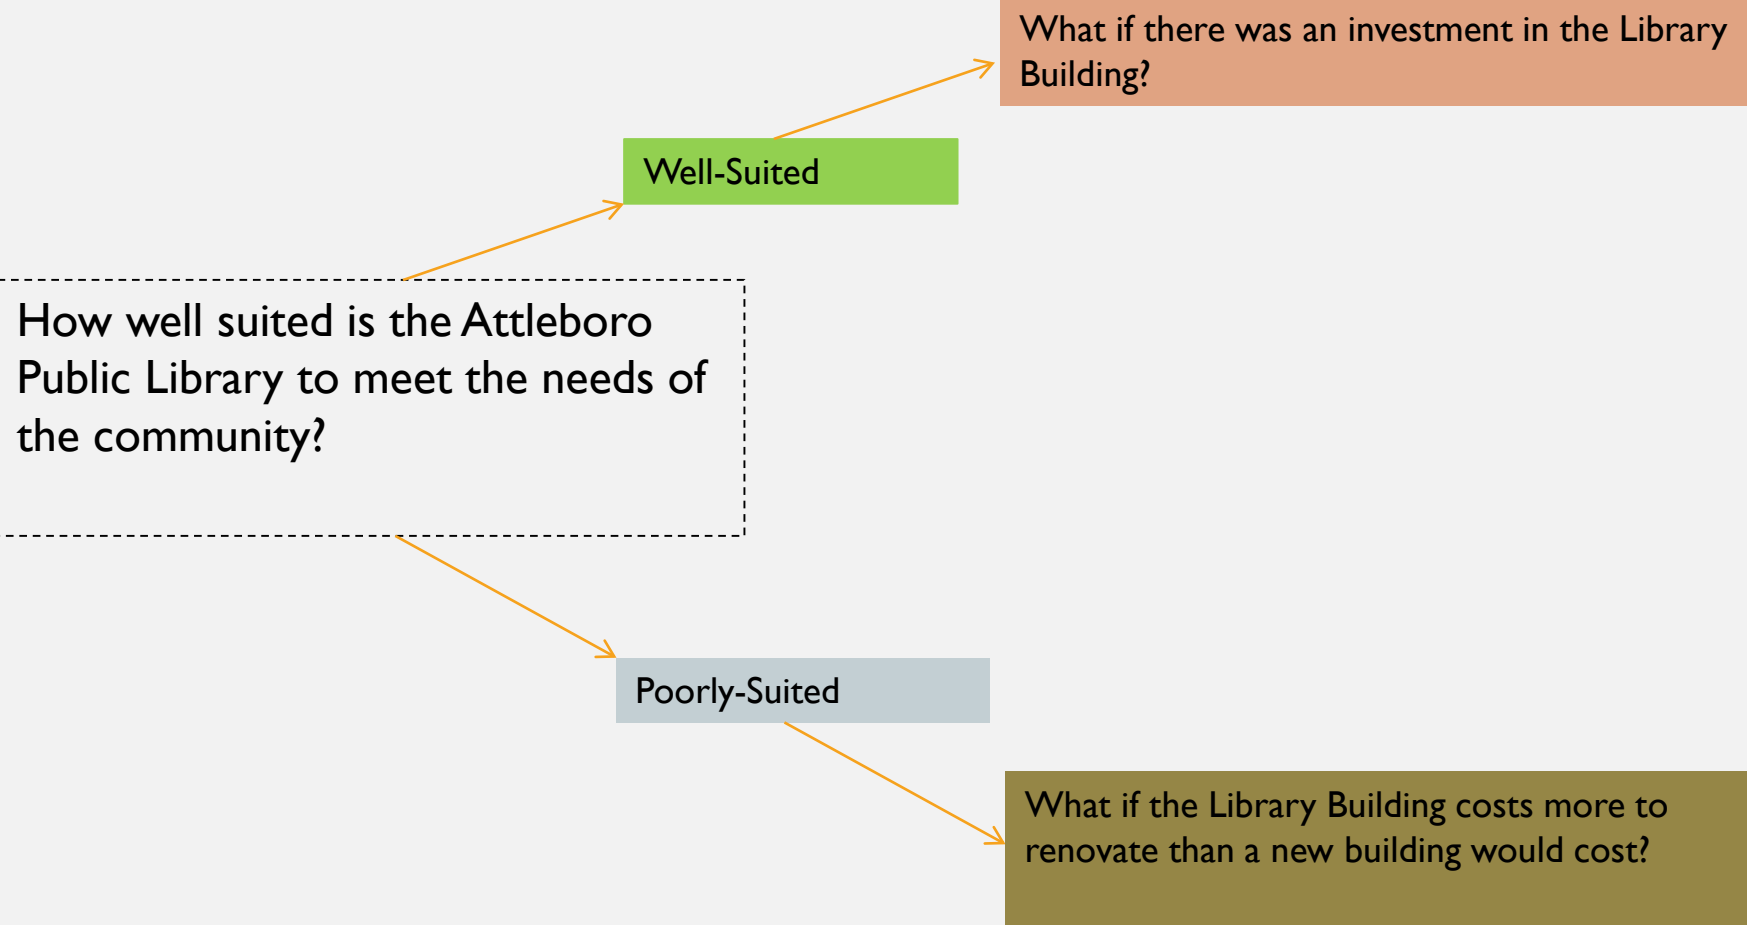 What if there was an investment in the Library
Building?
Well-Suited
How well suited is the Attleboro
Public Library to meet the needs of
the community?
Poorly-Suited
What if the Library Building costs more to
renovate than a new building would cost?